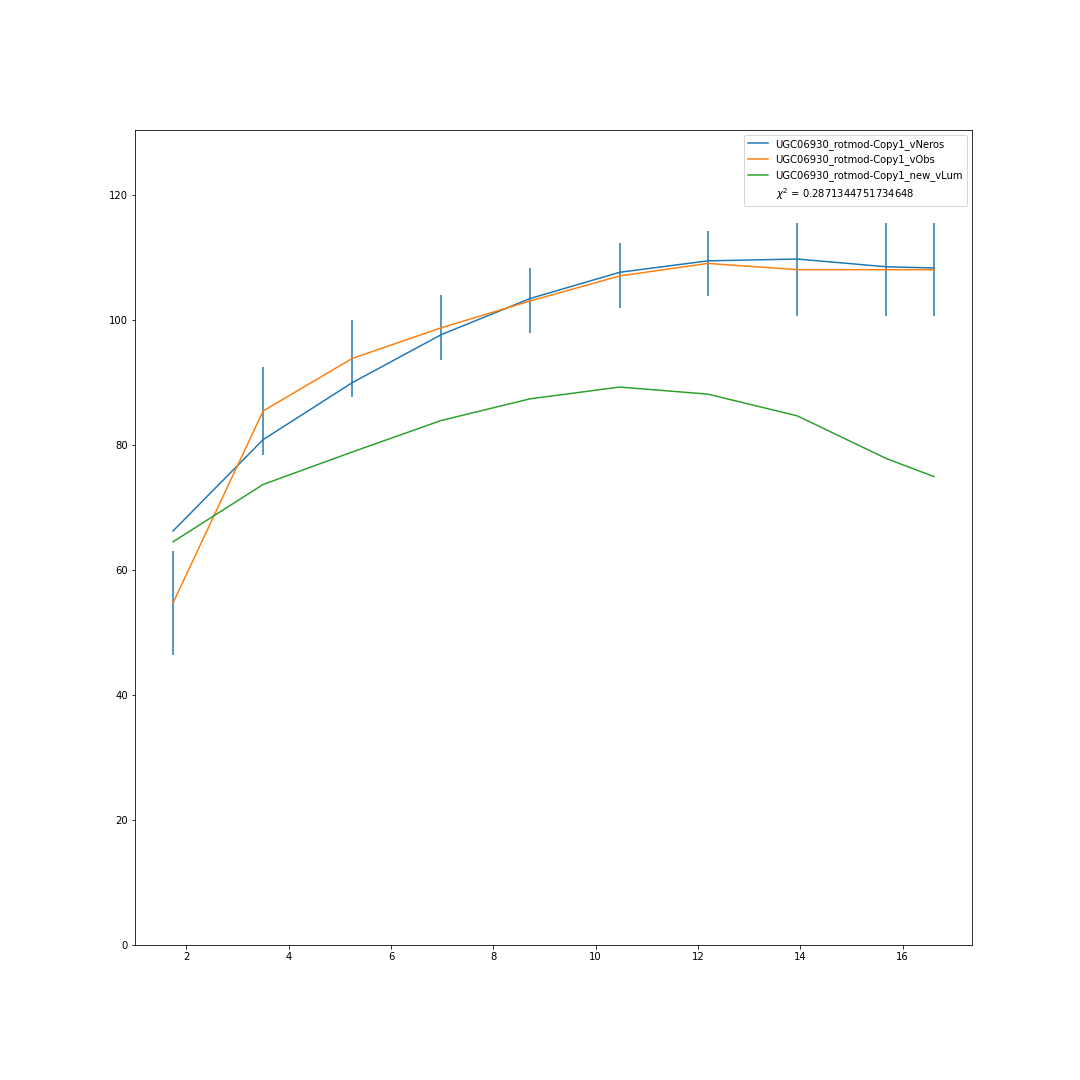 UGC06930_rotmod-Copy1_vNeros
UGC06930_rotmod-Copy1_vObs
UGC06930_rotmod-Copy1_new_vLum
χ² = 0.2871344751734648
120
100
80
60
40
20
0
2 4 6 8 10 12 14 16